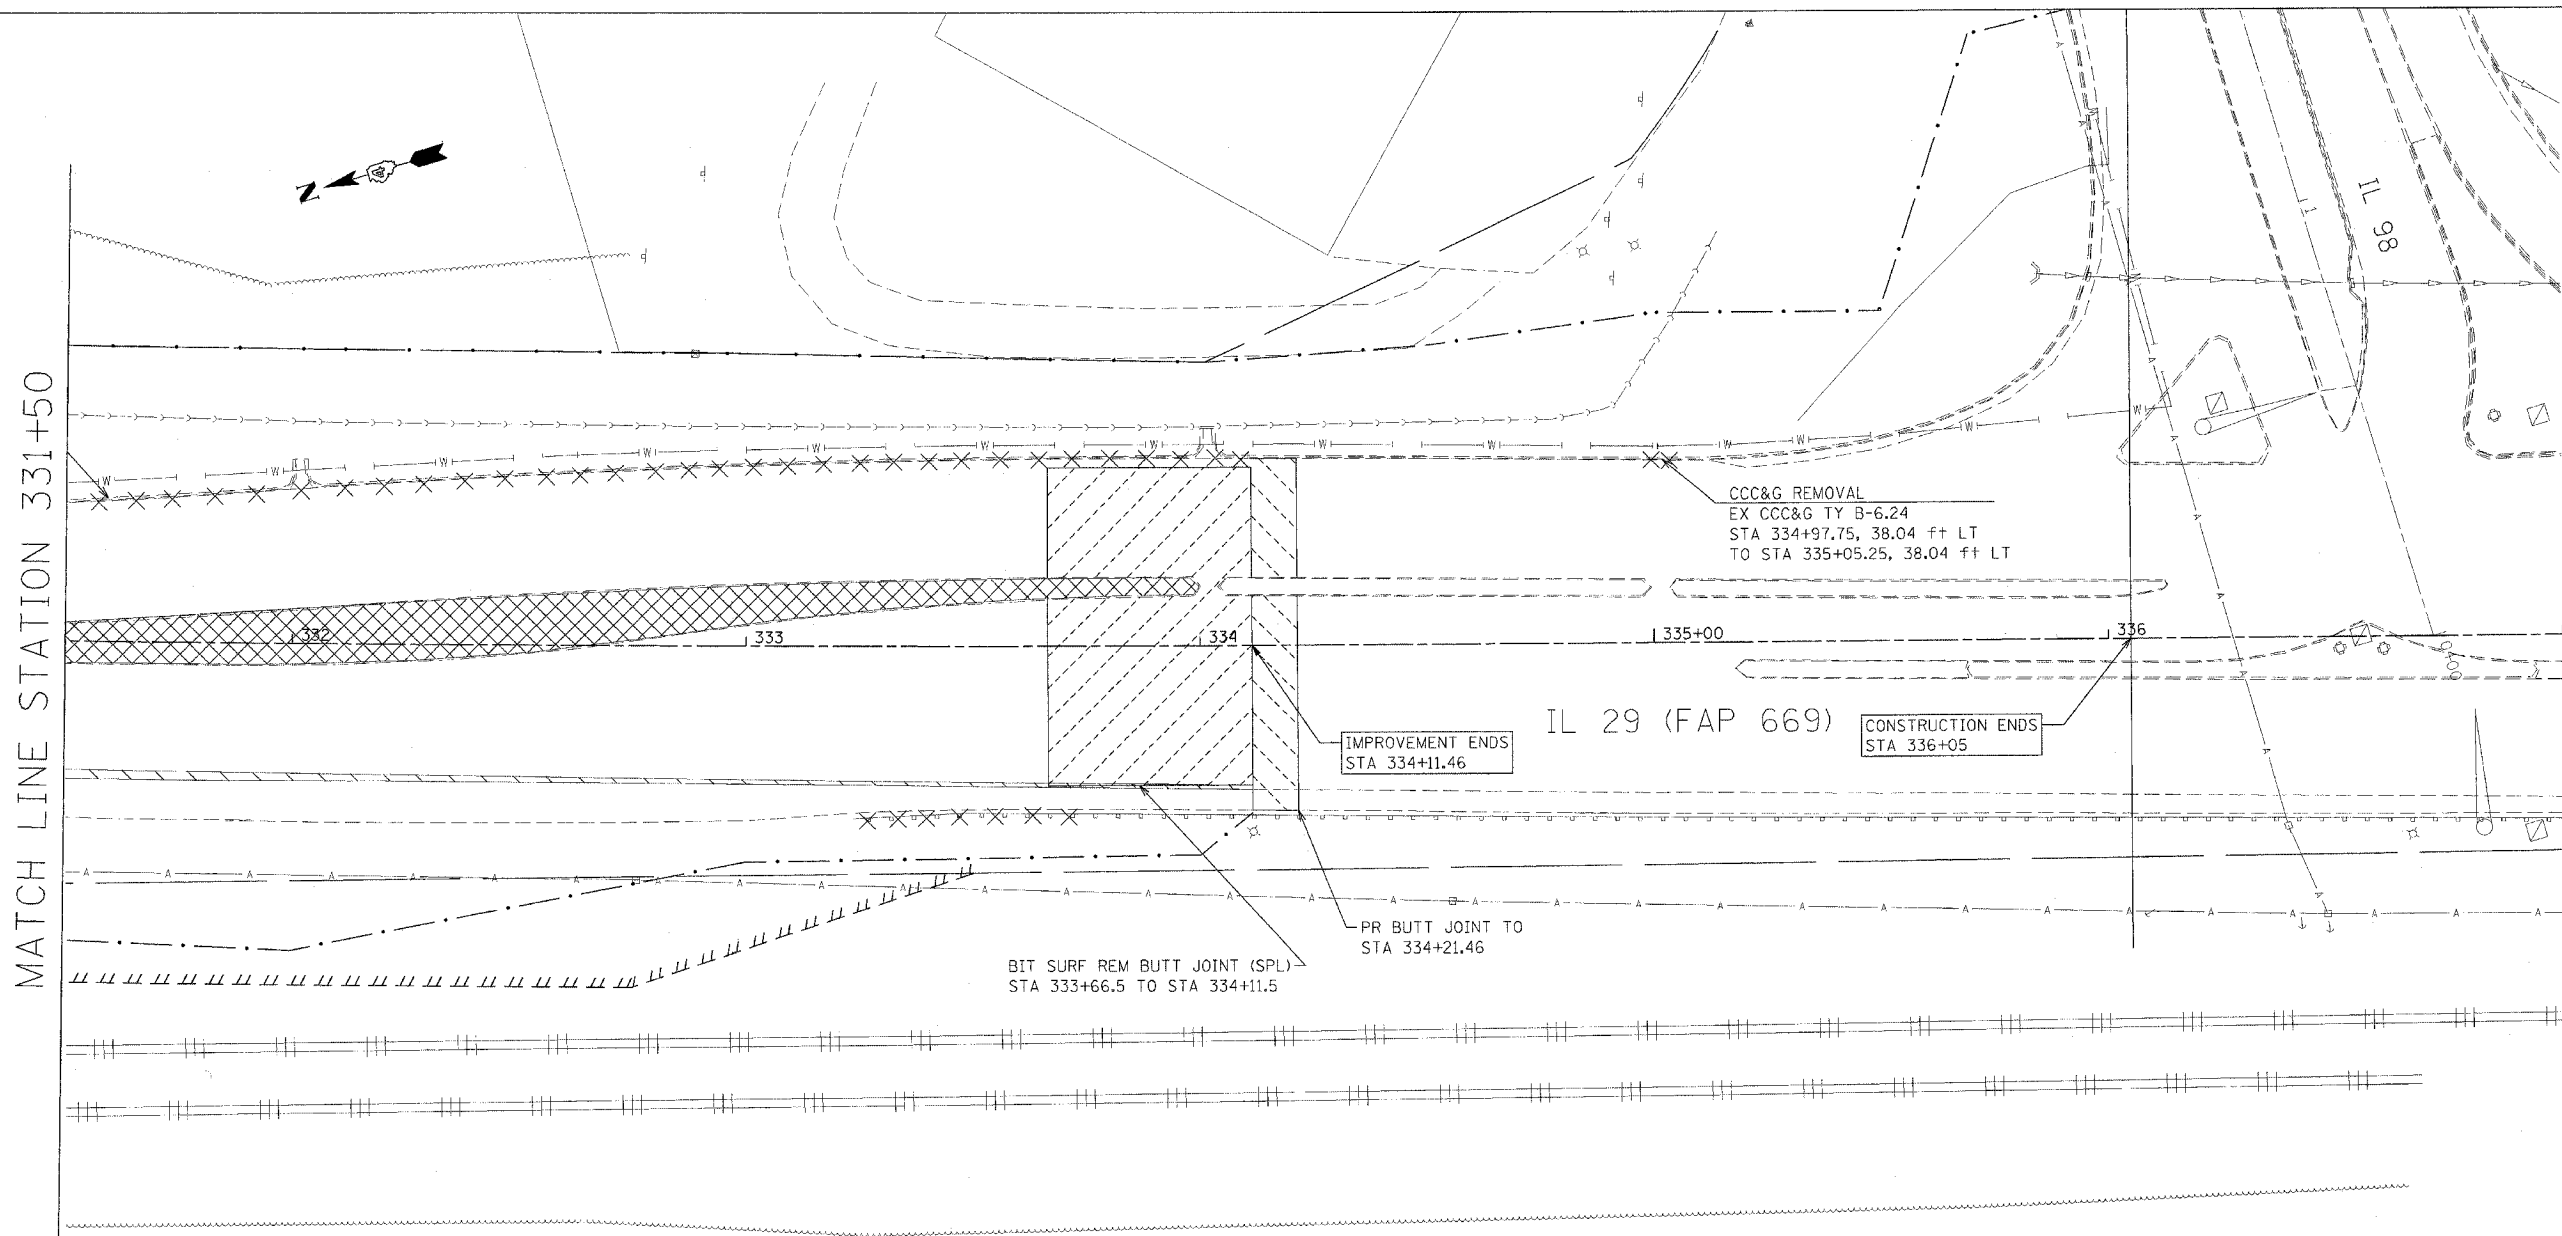 N
IL 98
MATCH LINE STATION 331+50
CCC&G REMOVAL
EX CCC&G TY B-6.24
STA 334+97.75, 38.04 ft LT
TO STA 335+05.25, 38.04 ft LT
332
333
334
335+00
336
IL 29 (FAP 669)
IMPROVEMENT ENDS
STA 334+11.46
CONSTRUCTION ENDS
STA 336+05
PR BUTT JOINT TO
STA 334+21.46
BIT SURF REM BUTT JOINT (SPL)
STA 333+66.5 TO STA 334+11.5